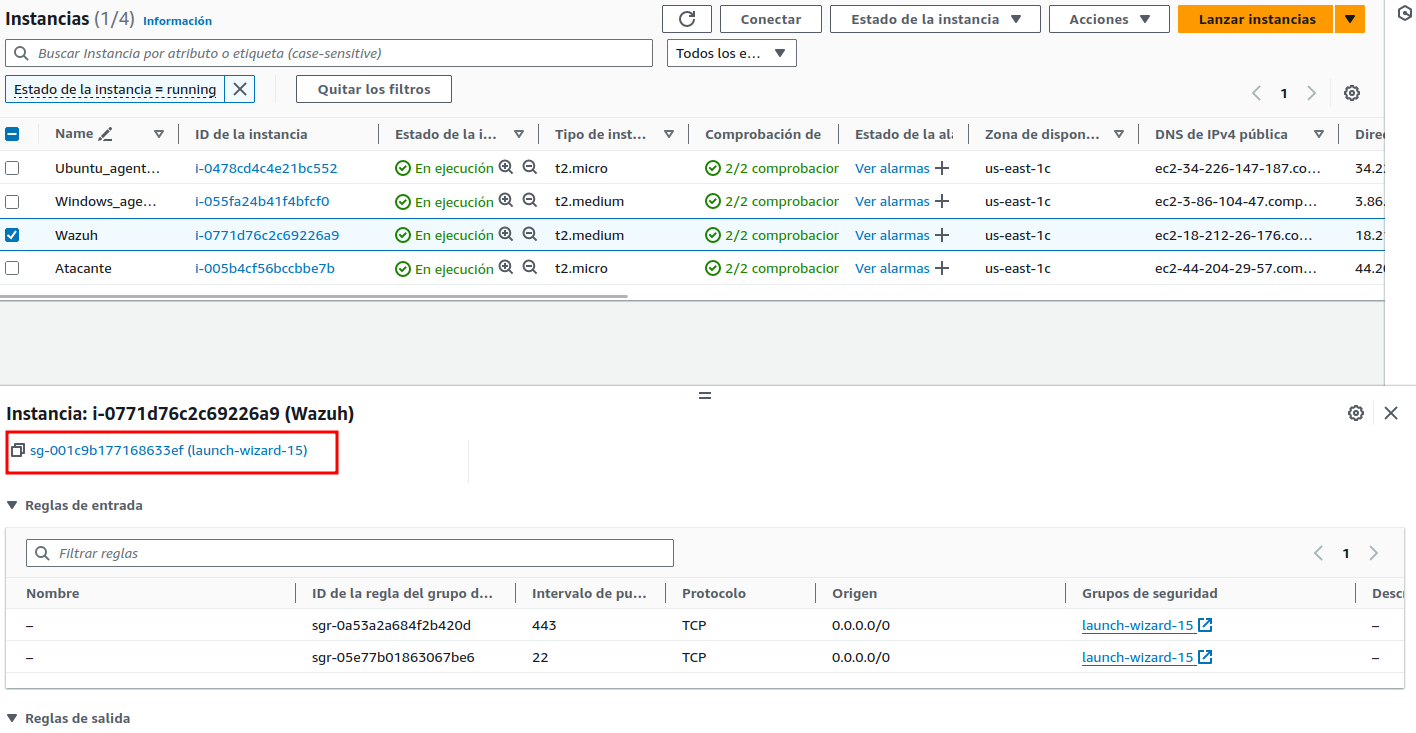 Instancias (1/4) Información Conectar Estado de la instancia Acciones Lanzar instancias
Buscar Instancia por atributo o etiqueta (case-sensitive) Todos los e...
Estado de la instancia = running Quitar los filtros 1
Name ID de la instancia Estado de la i... Tipo de inst... Comprobación de Estado de la ala Zona de dispon... DNS de IPv4 pública Direc
Ubuntu_agent... i-0478cd4c4e21bc552 En ejecución t2.micro 2/2 comprobacion Ver alarmas + us-east-1c ec2-34-226-147-187.co... 34.22
Windows_age... i-055fa24b41f4bfcf0 En ejecución t2.medium 2/2 comprobacion Ver alarmas + us-east-1c ec2-3-86-104-47.comp... 3.86.
Wazuh i-0771d76c2c69226a9 En ejecución t2.medium 2/2 comprobacion Ver alarmas + us-east-1c ec2-18-212-26-176.co... 18.21
Atacante i-005b4cf56bccbbe7b En ejecución t2.micro 2/2 comprobacion Ver alarmas + us-east-1c ec2-44-204-29-57.com... 44.20
Instancia: i-0771d76c2c69226a9 (Wazuh)
sg-001c9b177168633ef (launch-wizard-15)
Reglas de entrada
Filtrar reglas 1
Nombre ID de la regla del grupo d... Intervalo de pu... Protocolo Origen Grupos de seguridad Descr
– sgr-0a53a2a684f2b420d 443 TCP 0.0.0.0/0 launch-wizard-15 –
– sgr-05e77b01863067be6 22 TCP 0.0.0.0/0 launch-wizard-15 –
Reglas de salida